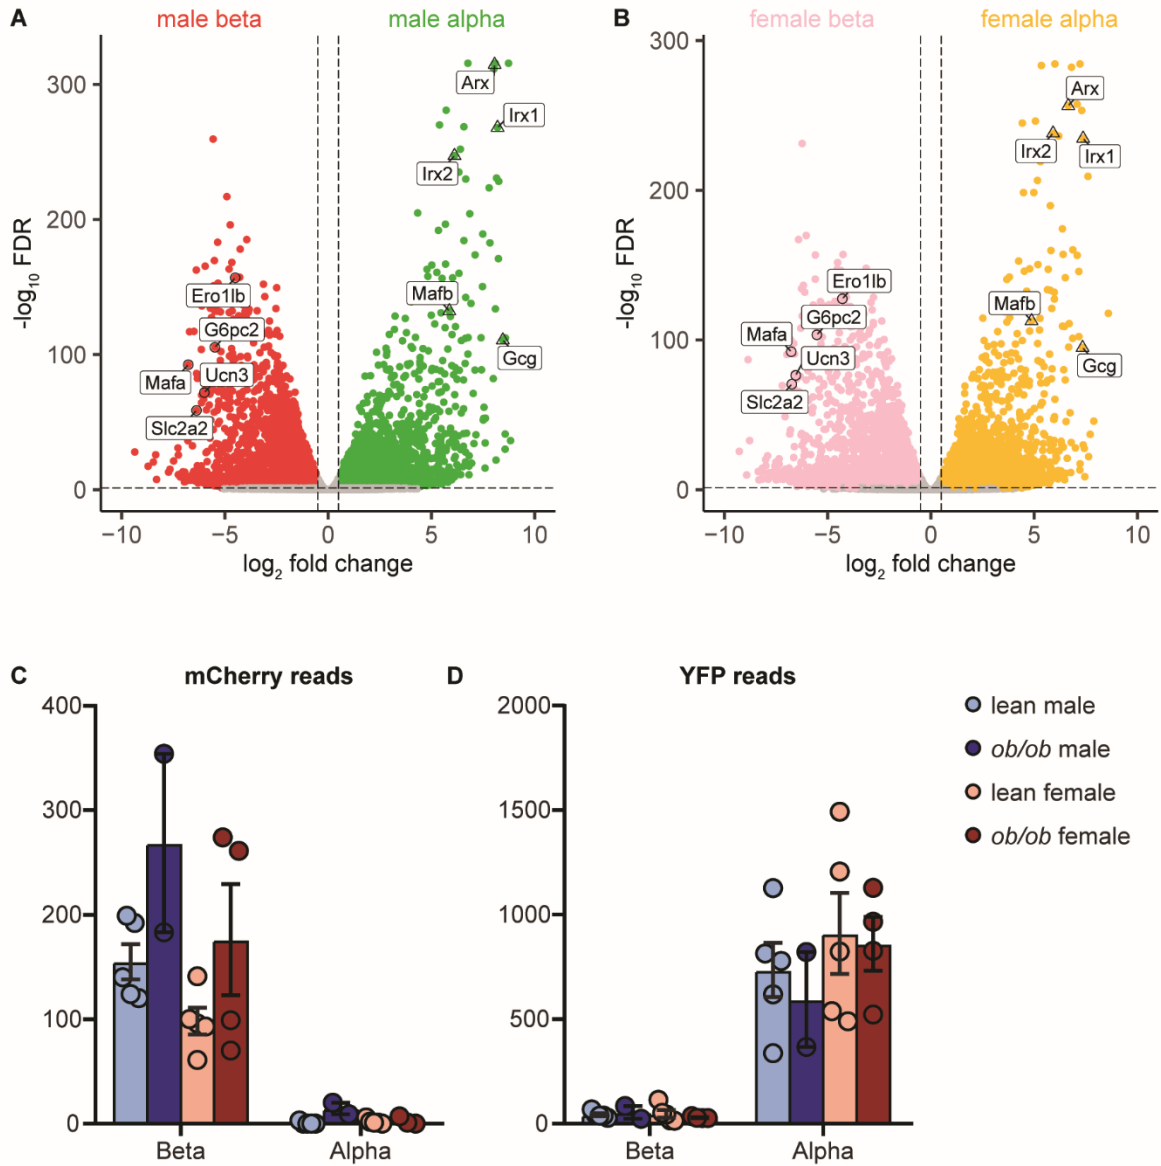 A
male beta
male alpha
-log10 FDR
300
200
100
0
Arx
Irx1
Irx2
Mafb
Gcg
Ero1lb
G6pc2
Mafa
Ucn3
Slc2a2
−10
−5
0
5
10
log2 fold change
B
female beta
female alpha
-log10 FDR
300
200
100
0
Arx
Irx2
Irx1
Mafb
Gcg
Ero1lb
G6pc2
Mafa
Ucn3
Slc2a2
−10
−5
0
5
10
log2 fold change
C
mCherry reads
400
300
200
100
0
Beta
Alpha
D
YFP reads
2000
1500
1000
500
0
Beta
Alpha
lean male
ob/ob male
lean female
ob/ob female